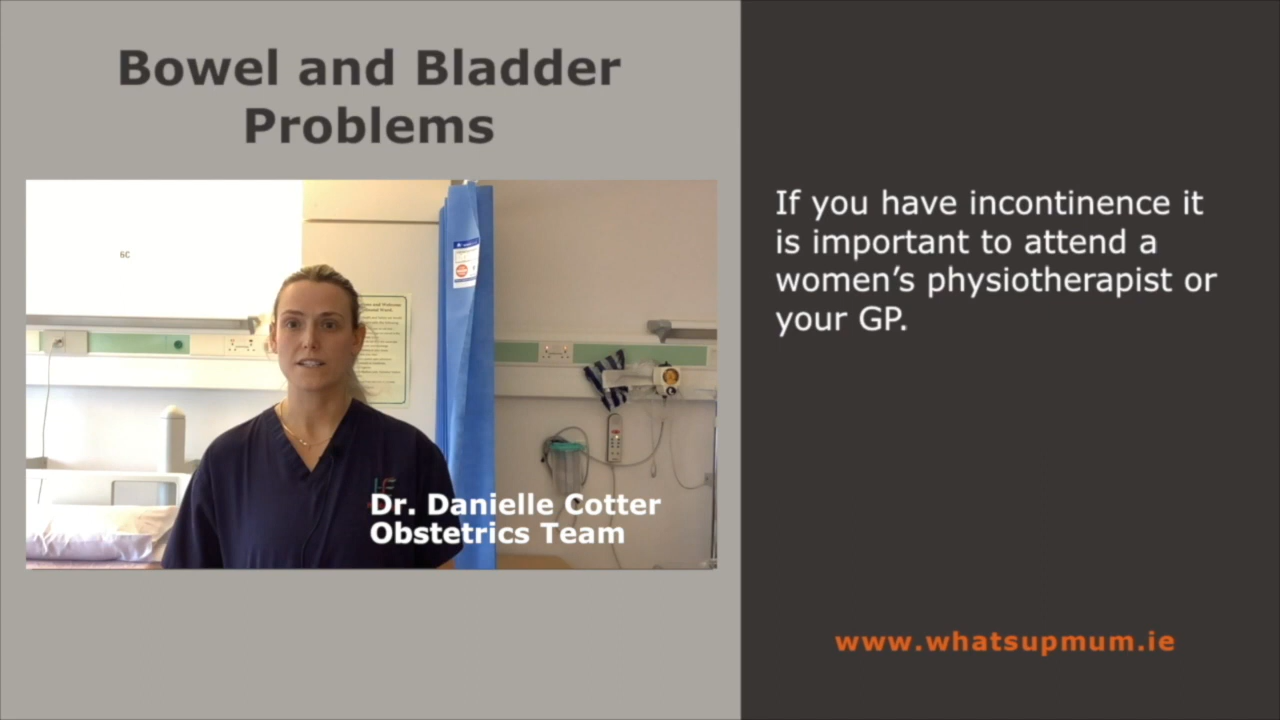 Bowel and Bladder
Problems
6C
Dr. Danielle Cotter
Obstetrics Team
If you have incontinence it
is important to attend a
women’s physiotherapist or
your GP.
www.whatsupmum.ie